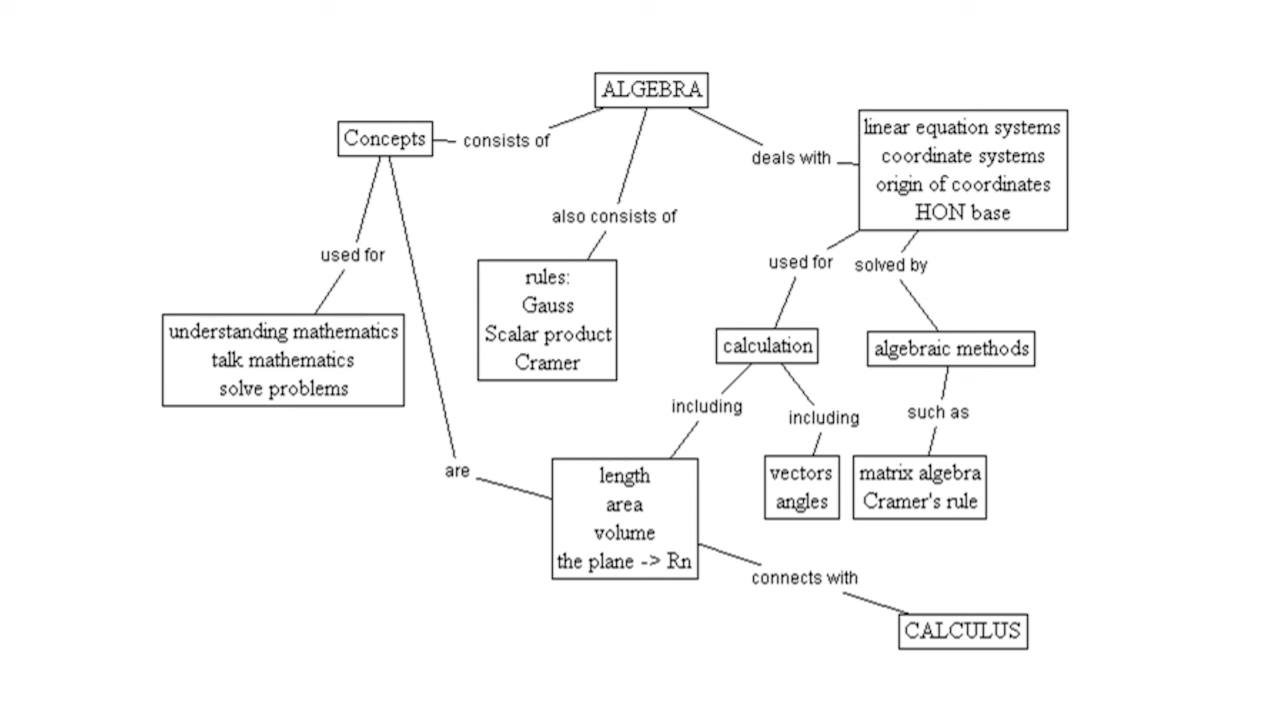 ALGEBRA
Concepts
consists of
linear equation systems
coordinate systems
origin of coordinates
HON base
deals with
also consists of
used for
used for
solved by
rules:
Gauss
Scalar product
Cramer
understanding mathematics
talk mathematics
solve problems
calculation
algebraic methods
including
including
such as
are
length
area
volume
the plane -> Rn
vectors
angles
matrix algebra
Cramer's rule
connects with
CALCULUS